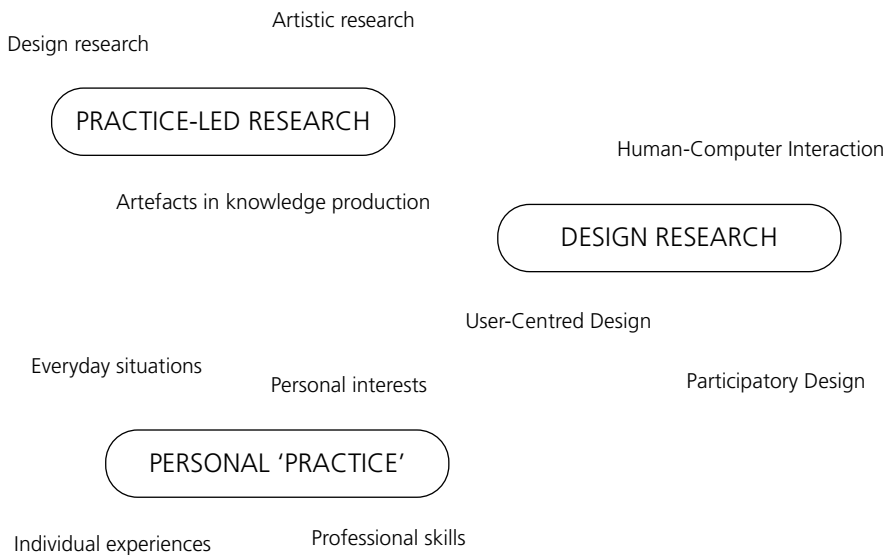 Artistic research
Design research
PRACTICE-LED RESEARCH
Human-Computer Interaction
Artefacts in knowledge production
DESIGN RESEARCH
User-Centred Design
Everyday situations
Personal interests
Participatory Design
PERSONAL ‘PRACTICE’
Professional skills
Individual experiences